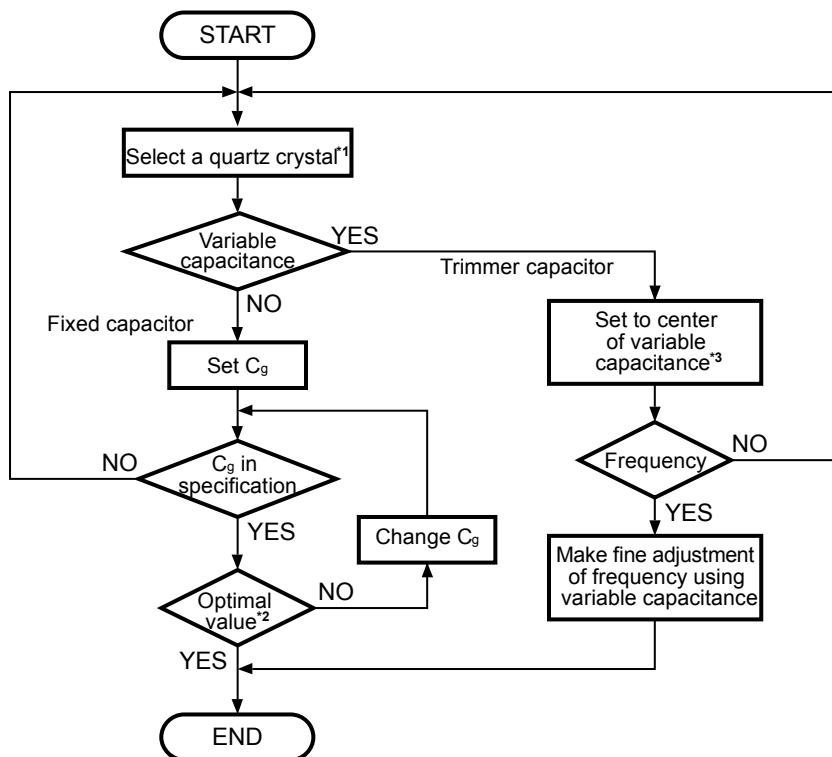 START
Select a quartz crystal*1
Variable
capacitance
YES
Trimmer capacitor
NO
Fixed capacitor
Set Cg
Set to center
of variable
capacitance*3
Cg in
specification
NO
YES
Frequency
NO
YES
Change Cg
Make fine adjustment
of frequency using
variable capacitance
Optimal
value*2
NO
YES
END